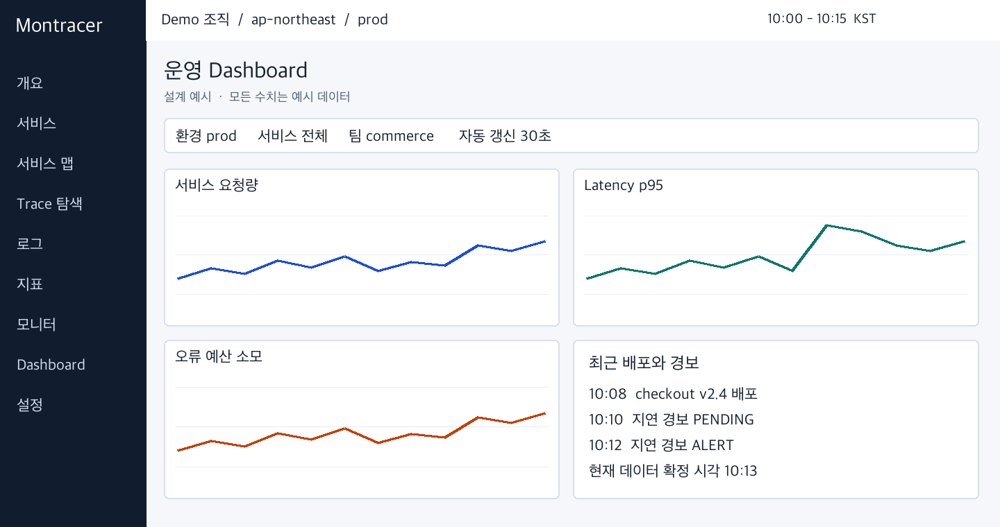 Montracer
개요
서비스
서비스 맵
Trace 탐색
로그
지표
모니터
Dashboard
설정
Demo 조직 / ap-northeast / prod
10:00 - 10:15 KST
운영 Dashboard
설계 예시 · 모든 수치는 예시 데이터
환경 prod 서비스 전체 팀 commerce 자동 갱신 30초
서비스 요청량
Latency p95
오류 예산 소모
최근 배포와 경보
10:08 checkout v2.4 배포
10:10 지연 경보 PENDING
10:12 지연 경보 ALERT
현재 데이터 확정 시각 10:13